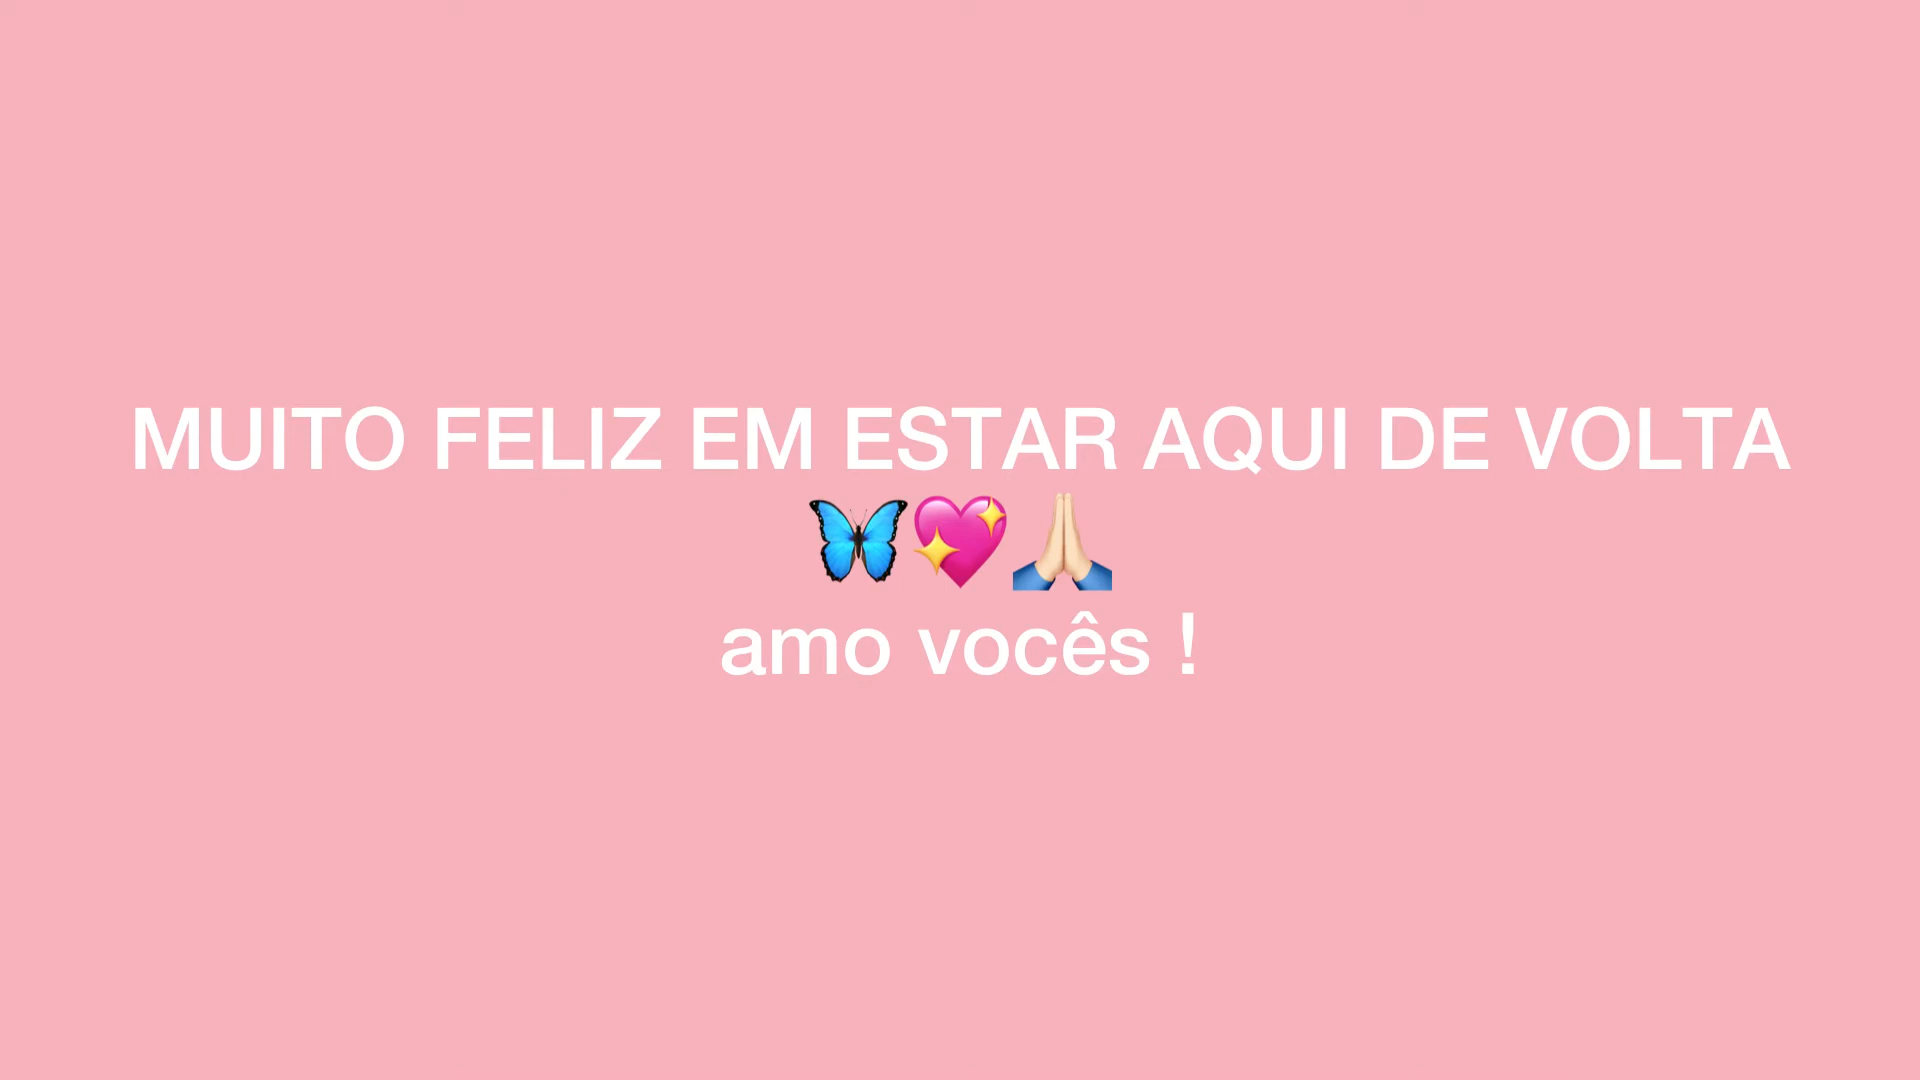 MUITO FELIZ EM ESTAR AQUI DE VOLTA
🦋💖🙏🏻
amo vocês !